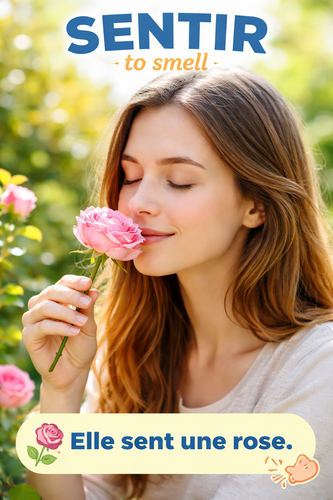 SENTIR
- to smell -
Elle sent une rose.